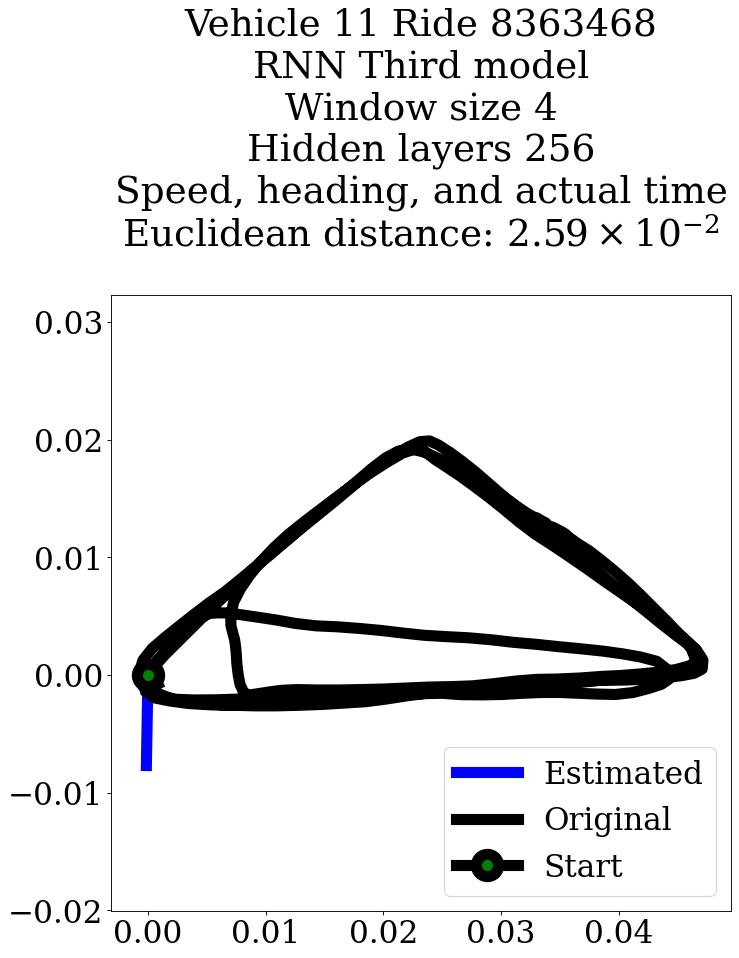 Vehicle 11 Ride 8363468
RNN Third model
Window size 4
Hidden layers 256
Speed, heading, and actual time
Euclidean distance: 2.59 × 10⁻²
0.03
0.02
0.01
0.00
−0.01
−0.02
Estimated
Original
Start
0.00 0.01 0.02 0.03 0.04